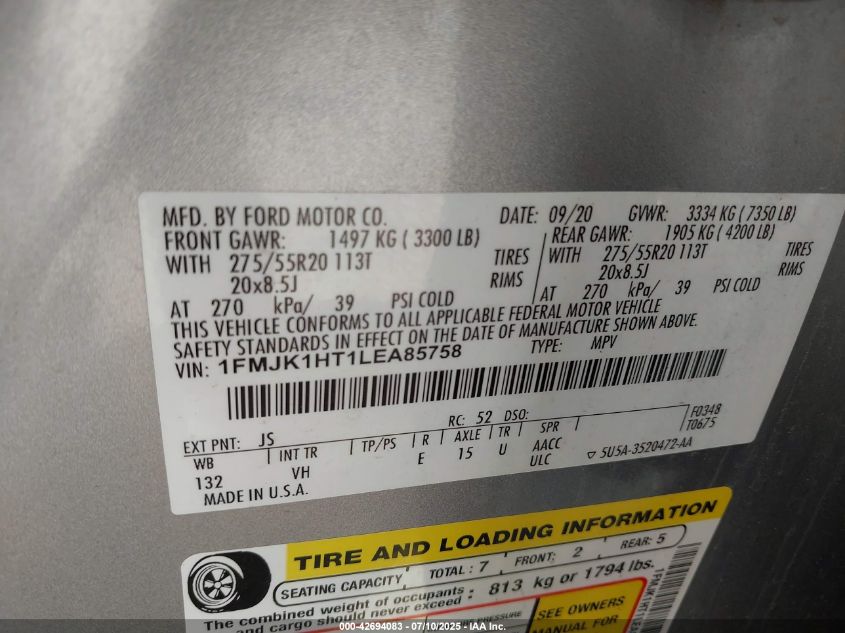 MFD. BY FORD MOTOR CO. DATE: 09/20 GVWR: 3334 KG ( 7350 LB)
FRONT GAWR: 1497 KG ( 3300 LB) REAR GAWR: 1905 KG ( 4200 LB)
WITH 275/55R20 113T TIRES WITH 275/55R20 113T TIRES
20x8.5J RIMS 20x8.5J RIMS
AT 270 kPa/ 39 PSI COLD AT 270 kPa/ 39 PSI COLD
THIS VEHICLE CONFORMS TO ALL APPLICABLE FEDERAL MOTOR VEHICLE
SAFETY STANDARDS IN EFFECT ON THE DATE OF MANUFACTURE SHOWN ABOVE.
VIN: 1FMJK1HT1LEA85758 TYPE: MPV
EXT PNT: JS RC: 52 DSO: F0348
WB INT TR TP/PS R AXLE TR SPR T0675
132 VH E 15 U AACC
ULC 5U5A-3520472-AA
MADE IN U.S.A.
TIRE AND LOADING INFORMATION
SEATING CAPACITY TOTAL : 7 FRONT: 2 REAR: 5
The combined weight of occupants : 813 kg or 1794 lbs.
and cargo should never exceed
PRESSURE SEE OWNERS
MANUAL FOR
000-42694083 - 07/10/2025 - IAA Inc.